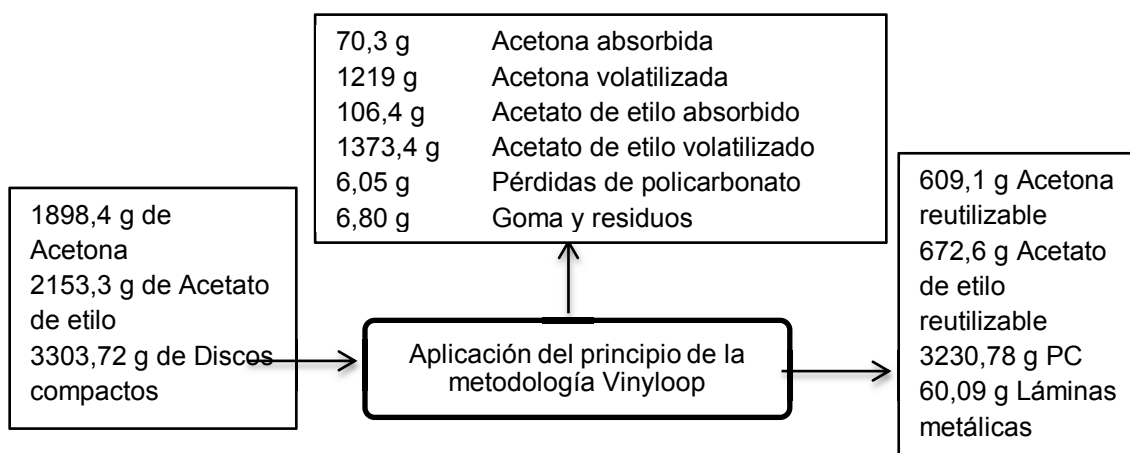 70,3 g Acetona absorbida
1219 g Acetona volatilizada
106,4 g Acetato de etilo absorbido
1373,4 g Acetato de etilo volatilizado
6,05 g Pérdidas de policarbonato
6,80 g Goma y residuos
1898,4 g de
Acetona
2153,3 g de Acetato
de etilo
3303,72 g de Discos
compactos
Aplicación del principio de la
metodología Vinyloop
609,1 g Acetona
reutilizable
672,6 g Acetato
de etilo
reutilizable
3230,78 g PC
60,09 g Láminas
metálicas